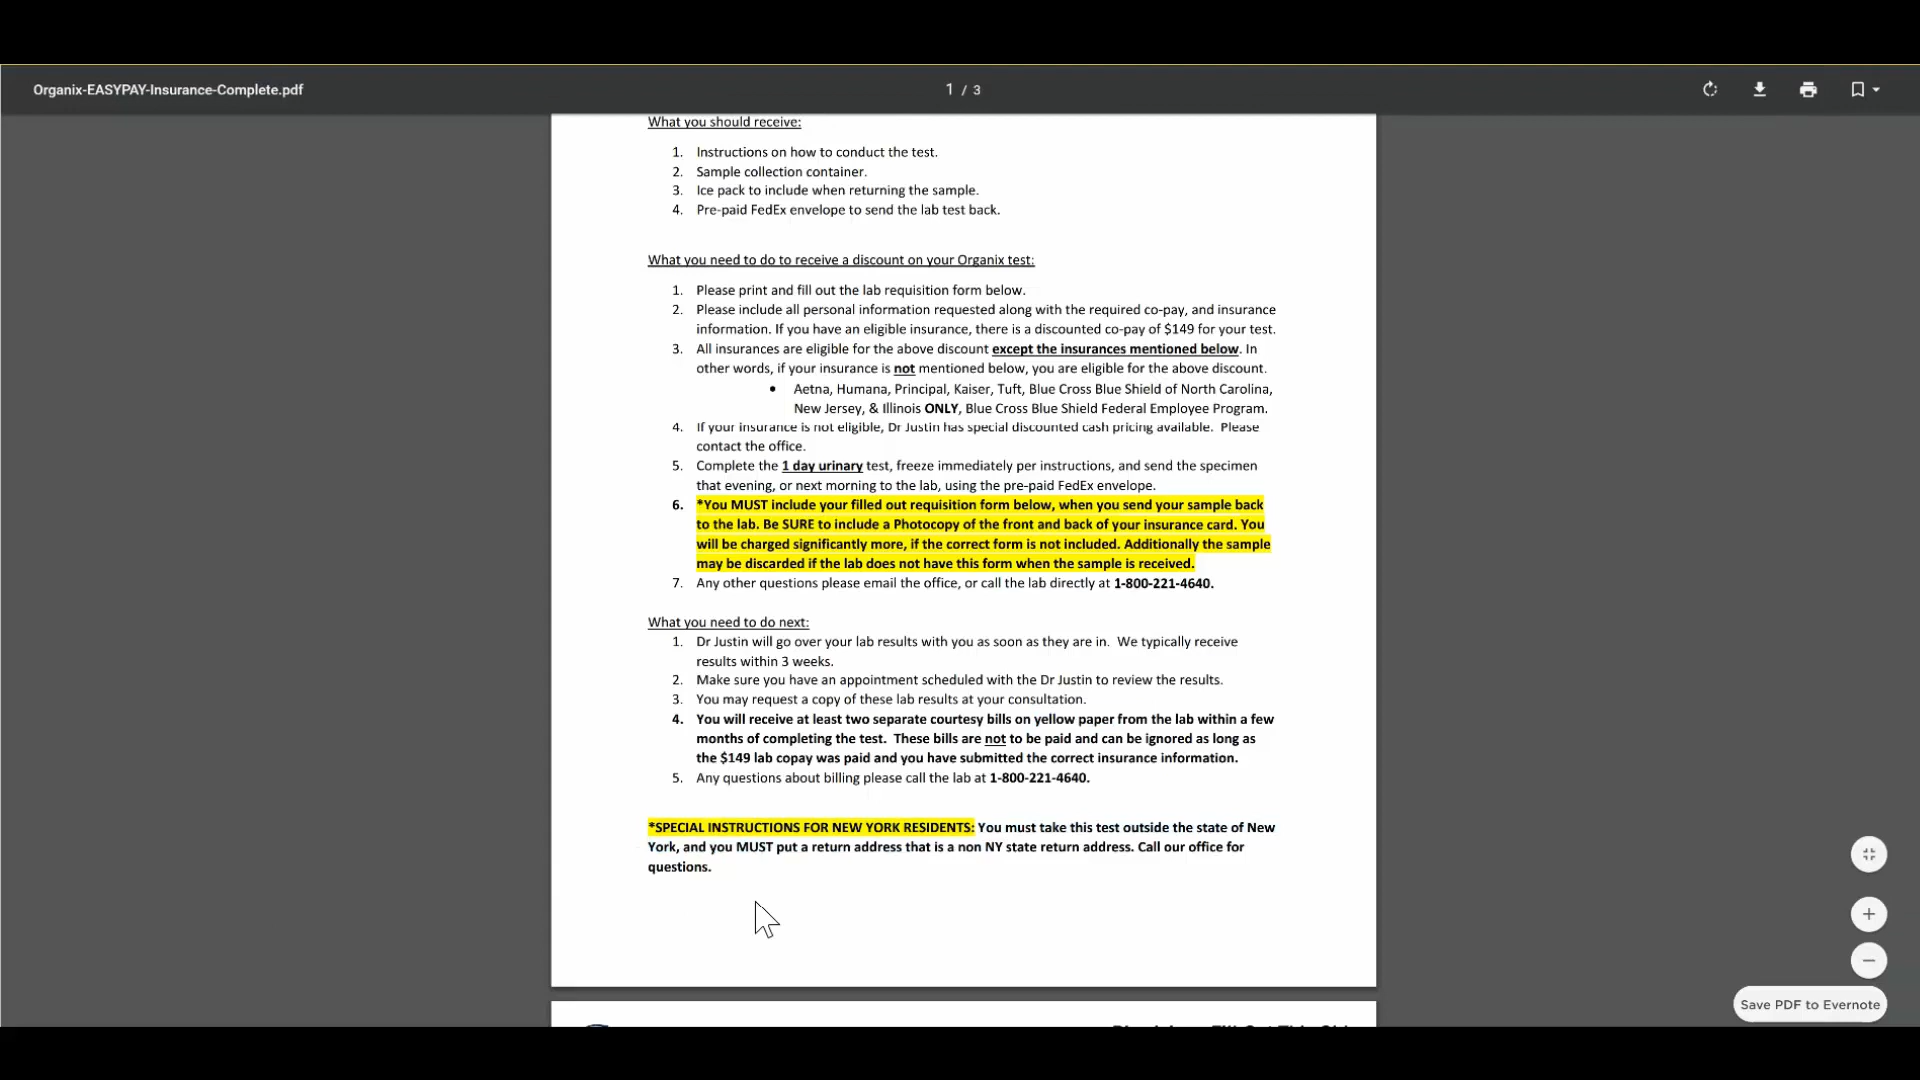 Organix-EASYPAY-Insurance-Complete.pdf
1 / 3
What you should receive:
1. Instructions on how to conduct the test.
2. Sample collection container.
3. Ice pack to include when returning the sample.
4. Pre-paid FedEx envelope to send the lab test back.
What you need to do to receive a discount on your Organix test:
1. Please print and fill out the lab requisition form below.
2. Please include all personal information requested along with the required co-pay, and insurance
information. If you have an eligible insurance, there is a discounted co-pay of $149 for your test.
3. All insurances are eligible for the above discount except the insurances mentioned below. In
other words, if your insurance is not mentioned below, you are eligible for the above discount.
• Aetna, Humana, Principal, Kaiser, Tuft, Blue Cross Blue Shield of North Carolina,
New Jersey, & Illinois ONLY, Blue Cross Blue Shield Federal Employee Program.
4. If your insurance is not eligible, Dr Justin has special discounted cash pricing available. Please
contact the office.
5. Complete the 1 day urinary test, freeze immediately per instructions, and send the specimen
that evening, or next morning to the lab, using the pre-paid FedEx envelope.
6. *You MUST include your filled out requisition form below, when you send your sample back
to the lab. Be SURE to include a Photocopy of the front and back of your insurance card. You
will be charged significantly more, if the correct form is not included. Additionally the sample
may be discarded if the lab does not have this form when the sample is received.
7. Any other questions please email the office, or call the lab directly at 1-800-221-4640.
What you need to do next:
1. Dr Justin will go over your lab results with you as soon as they are in. We typically receive
results within 3 weeks.
2. Make sure you have an appointment scheduled with the Dr Justin to review the results.
3. You may request a copy of these lab results at your consultation.
4. You will receive at least two separate courtesy bills on yellow paper from the lab within a few
months of completing the test. These bills are not to be paid and can be ignored as long as
the $149 lab copay was paid and you have submitted the correct insurance information.
5. Any questions about billing please call the lab at 1-800-221-4640.
*SPECIAL INSTRUCTIONS FOR NEW YORK RESIDENTS: You must take this test outside the state of New
York, and you MUST put a return address that is a non NY state return address. Call our office for
questions.
Save PDF to Evernote